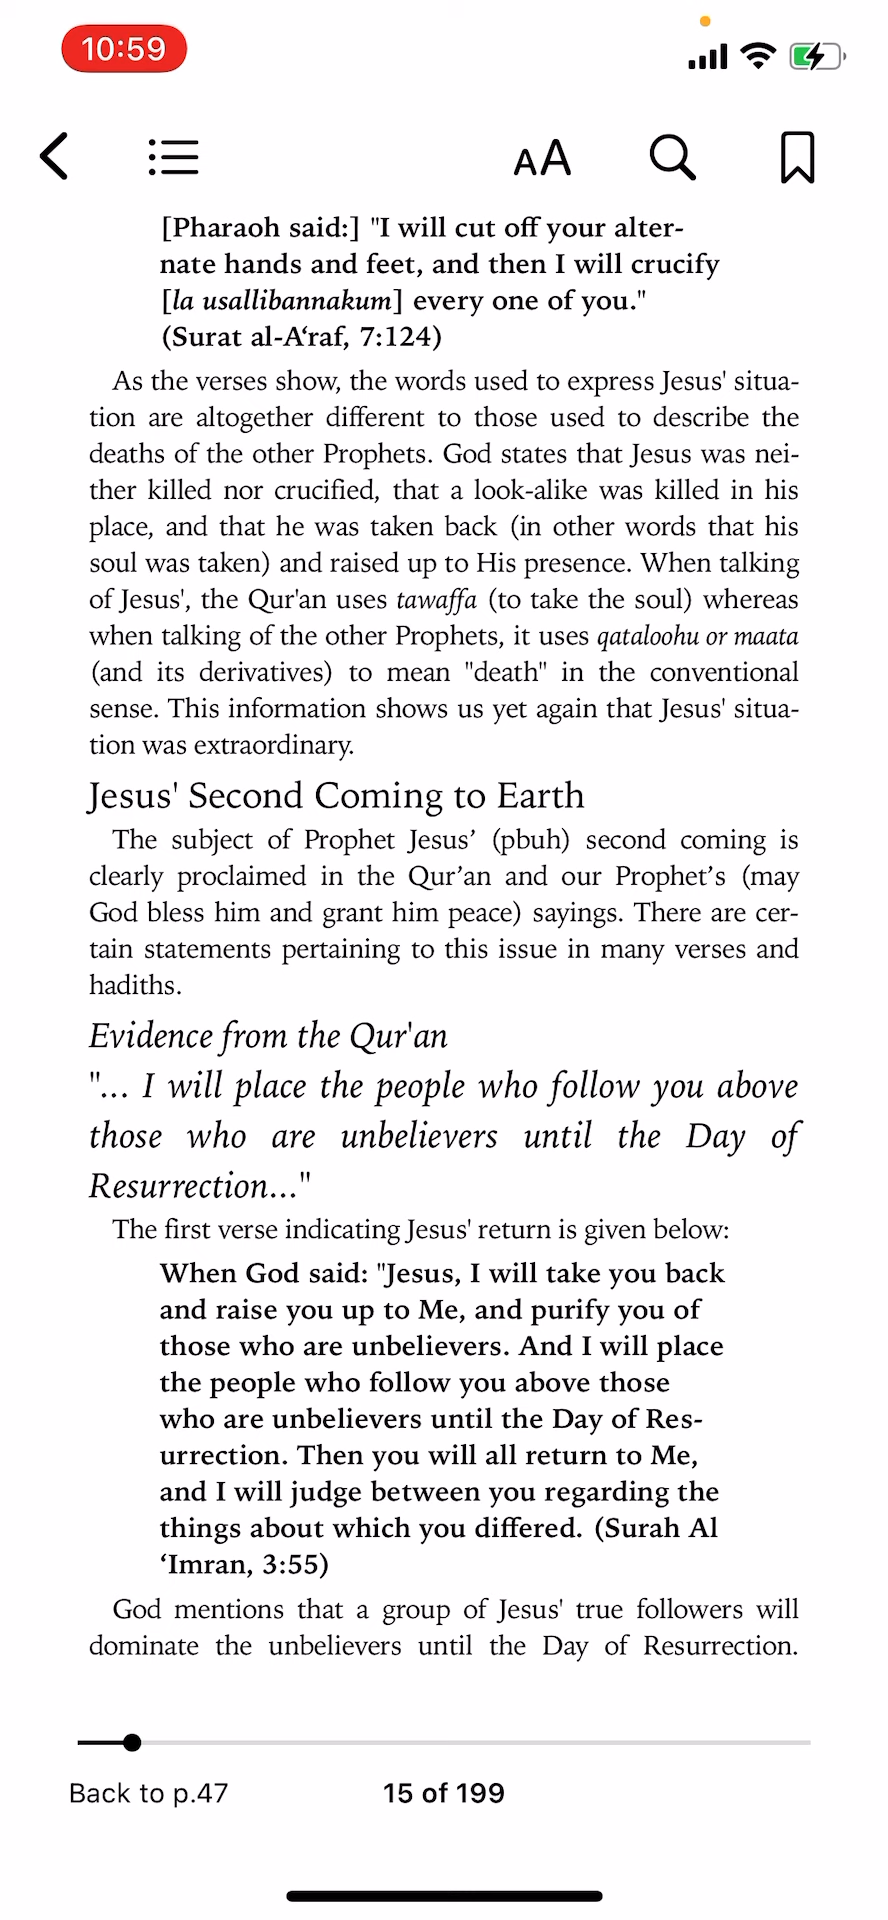 10:59
AA
[Pharaoh said:] "I will cut off your alter-
nate hands and feet, and then I will crucify
[la usallibannakum] every one of you."
(Surat al-A‘raf, 7:124)
As the verses show, the words used to express Jesus' situa-
tion are altogether different to those used to describe the
deaths of the other Prophets. God states that Jesus was nei-
ther killed nor crucified, that a look-alike was killed in his
place, and that he was taken back (in other words that his
soul was taken) and raised up to His presence. When talking
of Jesus', the Qur'an uses tawaffa (to take the soul) whereas
when talking of the other Prophets, it uses qataloohu or maata
(and its derivatives) to mean "death" in the conventional
sense. This information shows us yet again that Jesus' situa-
tion was extraordinary.
Jesus' Second Coming to Earth
The subject of Prophet Jesus’ (pbuh) second coming is
clearly proclaimed in the Qur’an and our Prophet’s (may
God bless him and grant him peace) sayings. There are cer-
tain statements pertaining to this issue in many verses and
hadiths.
Evidence from the Qur'an
"... I will place the people who follow you above
those who are unbelievers until the Day of
Resurrection..."
The first verse indicating Jesus' return is given below:
When God said: "Jesus, I will take you back
and raise you up to Me, and purify you of
those who are unbelievers. And I will place
the people who follow you above those
who are unbelievers until the Day of Res-
urrection. Then you will all return to Me,
and I will judge between you regarding the
things about which you differed. (Surah Al
‘Imran, 3:55)
God mentions that a group of Jesus' true followers will
dominate the unbelievers until the Day of Resurrection.
Back to p.47
15 of 199